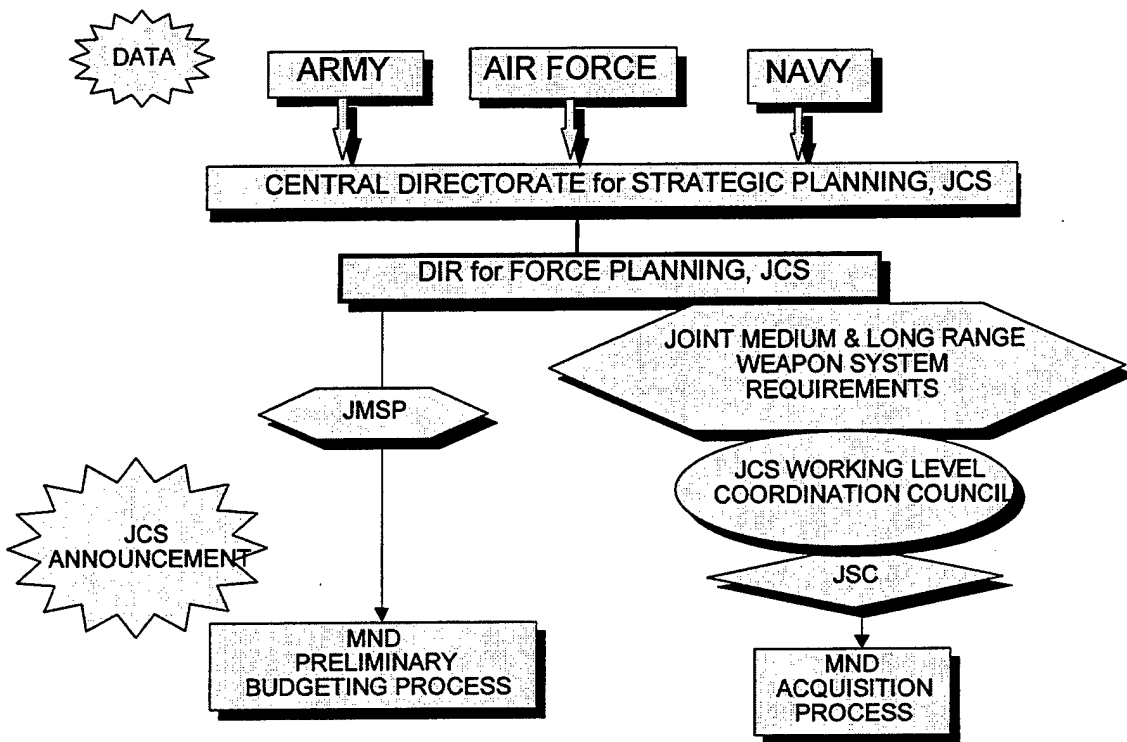 DATA
ARMY
AIR FORCE
NAVY
CENTRAL DIRECTORATE for STRATEGIC PLANNING, JCS
DIR for FORCE PLANNING, JCS
JOINT MEDIUM & LONG RANGE
WEAPON SYSTEM
REQUIREMENTS
JMSP
JCS WORKING LEVEL
COORDINATION COUNCIL
JCS
ANNOUNCEMENT
JSC
MND
PRELIMINARY
BUDGETING PROCESS
MND
ACQUISITION
PROCESS